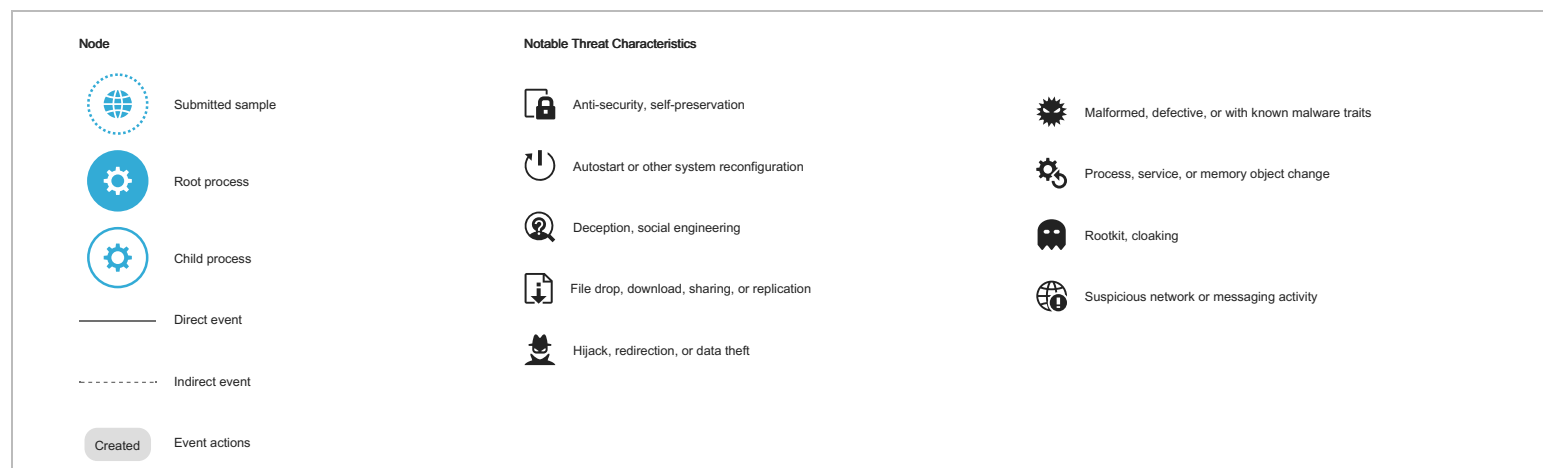 Node
Submitted sample
Root process
Child process
Direct event
Indirect event
Created
Event actions
Notable Threat Characteristics
Anti-security, self-preservation
Autostart or other system reconfiguration
Deception, social engineering
File drop, download, sharing, or replication
Hijack, redirection, or data theft
Malformed, defective, or with known malware traits
Process, service, or memory object change
Rootkit, cloaking
Suspicious network or messaging activity